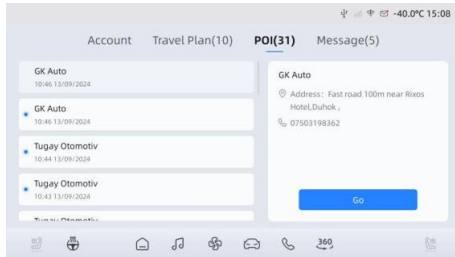 -40.0°C 15:08
Account Travel Plan(10) POI(31) Message(5)
GK Auto
10:46 13/09/2024
GK Auto
10:46 13/09/2024
Tugay Otomotiv
10:44 13/09/2024
Tugay Otomotiv
10:43 13/09/2024
Tugay Otomotiv
GK Auto
Address: Fast road 100m near Rixos
Hotel,Duhok ,
07503198362
Go
360